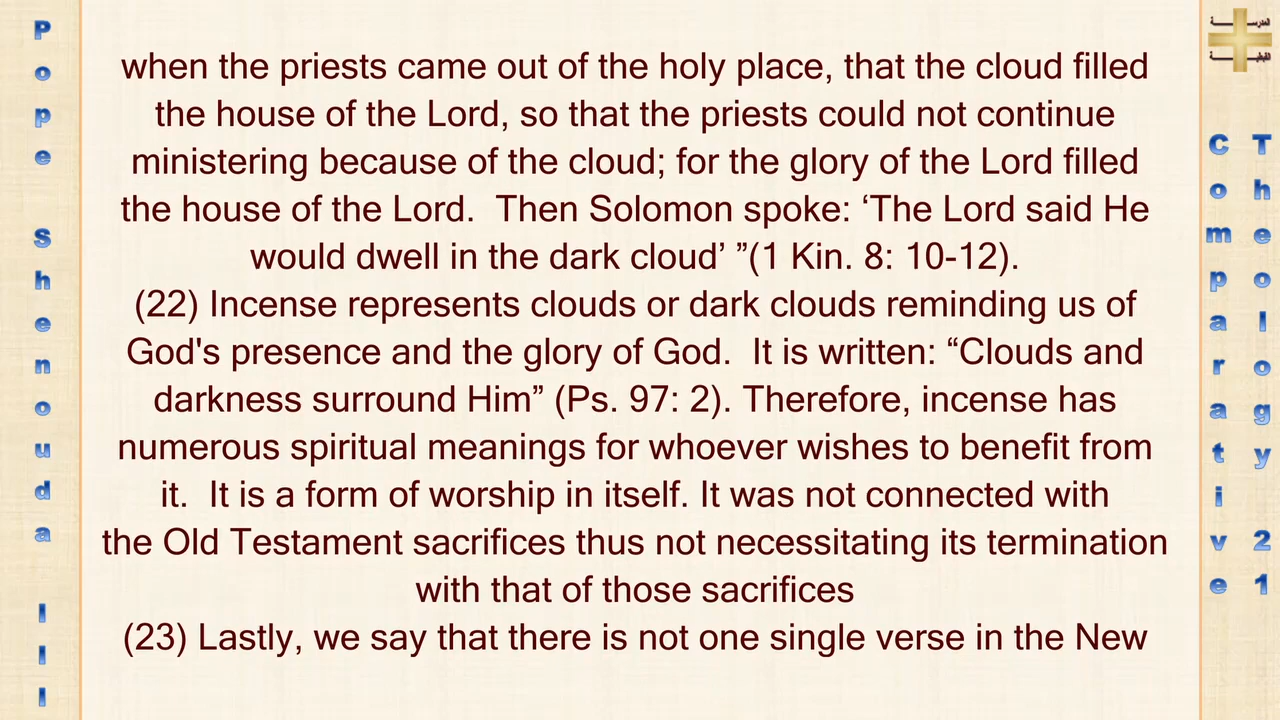 Pope Shenouda III
when the priests came out of the holy place, that the cloud filled
the house of the Lord, so that the priests could not continue
ministering because of the cloud; for the glory of the Lord filled
the house of the Lord.  Then Solomon spoke: ‘The Lord said He
would dwell in the dark cloud’ ”(1 Kin. 8: 10-12).
(22) Incense represents clouds or dark clouds reminding us of
God's presence and the glory of God.  It is written: “Clouds and
darkness surround Him” (Ps. 97: 2). Therefore, incense has
numerous spiritual meanings for whoever wishes to benefit from
it.  It is a form of worship in itself. It was not connected with
the Old Testament sacrifices thus not necessitating its termination
with that of those sacrifices
(23) Lastly, we say that there is not one single verse in the New
Comparative
Theology 21